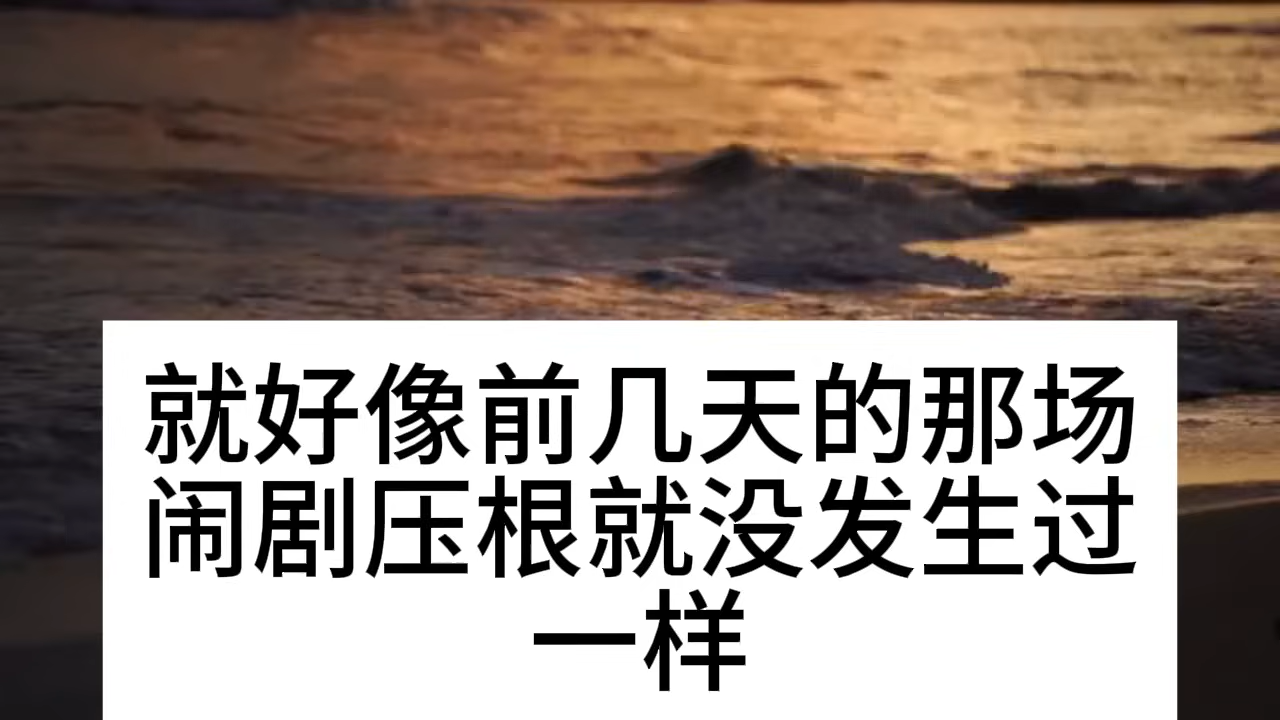 就好像前几天的那场
闹剧压根就没发生过
一样